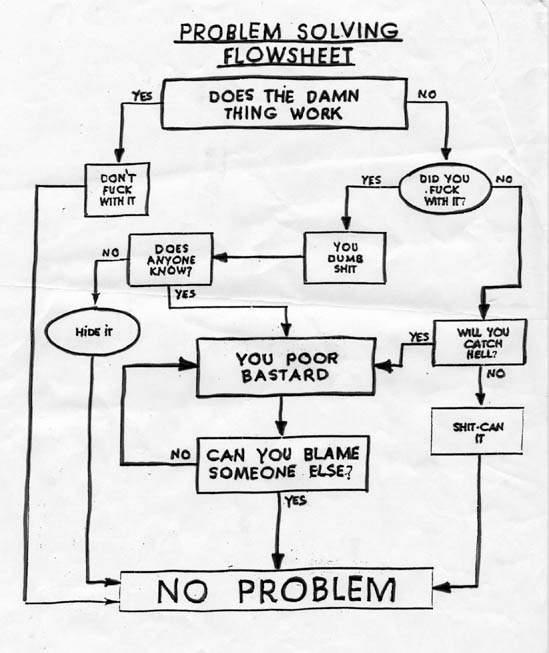 PROBLEM SOLVING
FLOWSHEET
YES
DOES THE DAMN
THING WORK
NO
DON'T
FUCK
WITH IT
YES
DID YOU
FUCK
WITH IT?
NO
NO
DOES
ANYONE
KNOW?
YES
YOU
DUMB
SHIT
HIDE IT
YOU POOR
BASTARD
YES
WILL YOU
CATCH
HELL?
NO
NO
CAN YOU BLAME
SOMEONE ELSE?
YES
SHIT-CAN
IT
NO PROBLEM